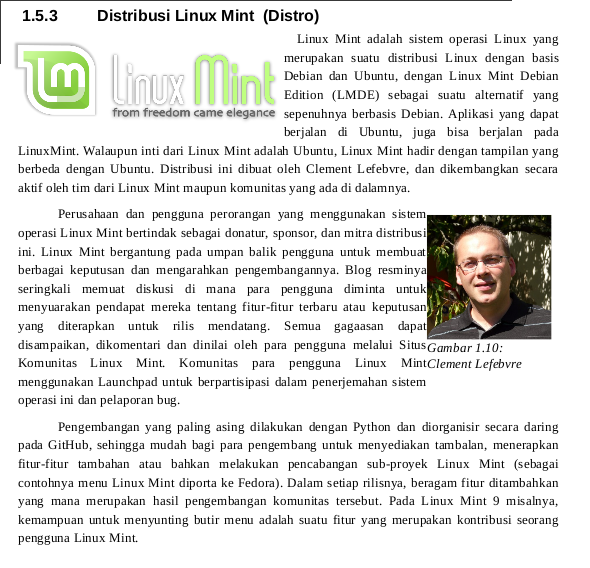 1.5.3 Distribusi Linux Mint (Distro)
Linux Mint
from freedom came elegance
Linux Mint adalah sistem operasi Linux yang
merupakan suatu distribusi Linux dengan basis
Debian dan Ubuntu, dengan Linux Mint Debian
Edition (LMDE) sebagai suatu alternatif yang
sepenuhnya berbasis Debian. Aplikasi yang dapat
berjalan di Ubuntu, juga bisa berjalan pada
LinuxMint. Walaupun inti dari Linux Mint adalah Ubuntu, Linux Mint hadir dengan tampilan yang
berbeda dengan Ubuntu. Distribusi ini dibuat oleh Clement Lefebvre, dan dikembangkan secara
aktif oleh tim dari Linux Mint maupun komunitas yang ada di dalamnya.
Perusahaan dan pengguna perorangan yang menggunakan sistem
operasi Linux Mint bertindak sebagai donatur, sponsor, dan mitra distribusi
ini. Linux Mint bergantung pada umpan balik pengguna untuk membuat
berbagai keputusan dan mengarahkan pengembangannya. Blog resminya
seringkali memuat diskusi di mana para pengguna diminta untuk
menyuarakan pendapat mereka tentang fitur-fitur terbaru atau keputusan
yang diterapkan untuk rilis mendatang. Semua gagaasan dapat
disampaikan, dikomentari dan dinilai oleh para pengguna melalui Situs
Komunitas Linux Mint. Komunitas para pengguna Linux Mint
menggunakan Launchpad untuk berpartisipasi dalam penerjemahan sistem
operasi ini dan pelaporan bug.
Gambar 1.10:
Clement Lefebvre
Pengembangan yang paling asing dilakukan dengan Python dan diorganisir secara daring
pada GitHub, sehingga mudah bagi para pengembang untuk menyediakan tambalan, menerapkan
fitur-fitur tambahan atau bahkan melakukan pencabangan sub-proyek Linux Mint (sebagai
contohnya menu Linux Mint diporta ke Fedora). Dalam setiap rilisnya, beragam fitur ditambahkan
yang mana merupakan hasil pengembangan komunitas tersebut. Pada Linux Mint 9 misalnya,
kemampuan untuk menyunting butir menu adalah suatu fitur yang merupakan kontribusi seorang
pengguna Linux Mint.